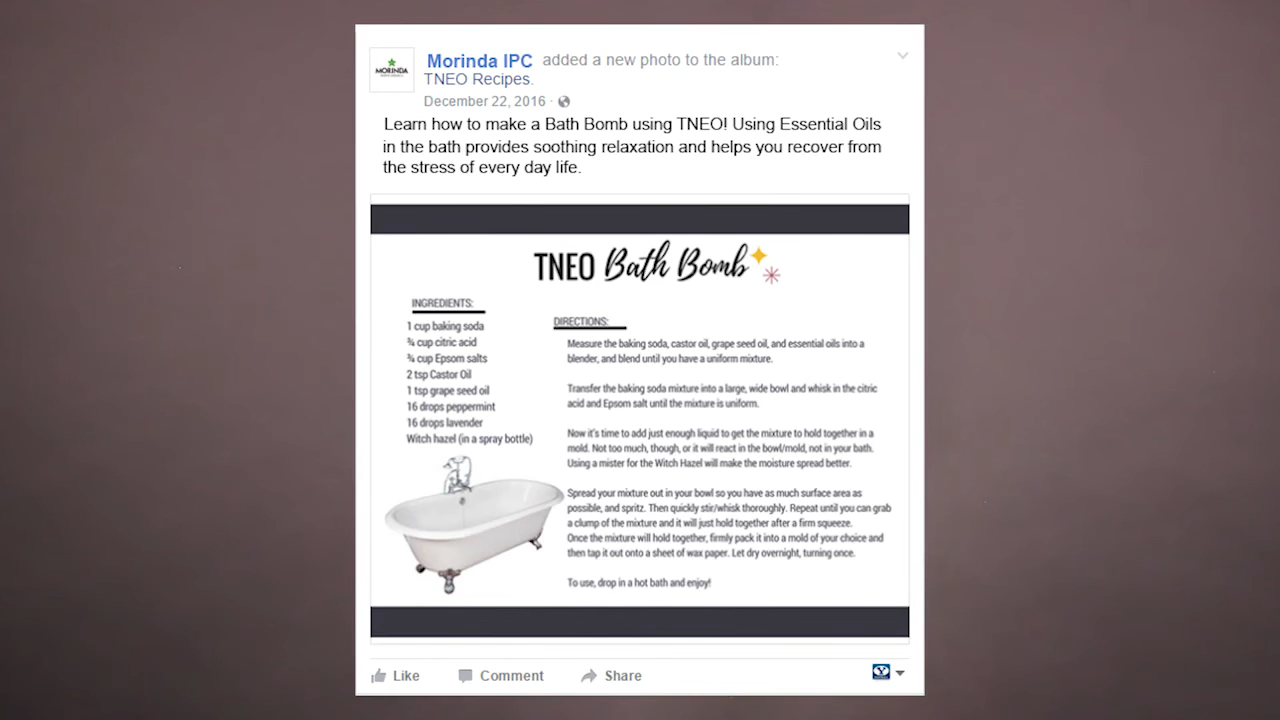 MORINDA
Morinda IPC added a new photo to the album:
TNEO Recipes.
December 22, 2016 ·
Learn how to make a Bath Bomb using TNEO! Using Essential Oils
in the bath provides soothing relaxation and helps you recover from
the stress of every day life.
TNEO Bath Bomb
INGREDIENTS:
1 cup baking soda
¾ cup citric acid
¾ cup Epsom salts
2 tsp Castor Oil
1 tsp grape seed oil
16 drops peppermint
16 drops lavender
Witch hazel (in a spray bottle)
DIRECTIONS:
Measure the baking soda, castor oil, grape seed oil, and essential oils into a
blender, and blend until you have a uniform mixture.
Transfer the baking soda mixture into a large, wide bowl and whisk in the citric
acid and Epsom salt until the mixture is uniform.
Now it's time to add just enough liquid to get the mixture to hold together in a
mold. Not too much, though, or it will react in the bowl/mold, not in your bath.
Using a mister for the Witch Hazel will make the moisture spread better.
Spread your mixture out in your bowl so you have as much surface area as
possible, and spritz. Then quickly stir/whisk thoroughly. Repeat until you can grab
a clump of the mixture and it will just hold together after a firm squeeze.
Once the mixture will hold together, firmly pack it into a mold of your choice and
then tap it out onto a sheet of wax paper. Let dry overnight, turning once.
To use, drop in a hot bath and enjoy!
Like Comment Share